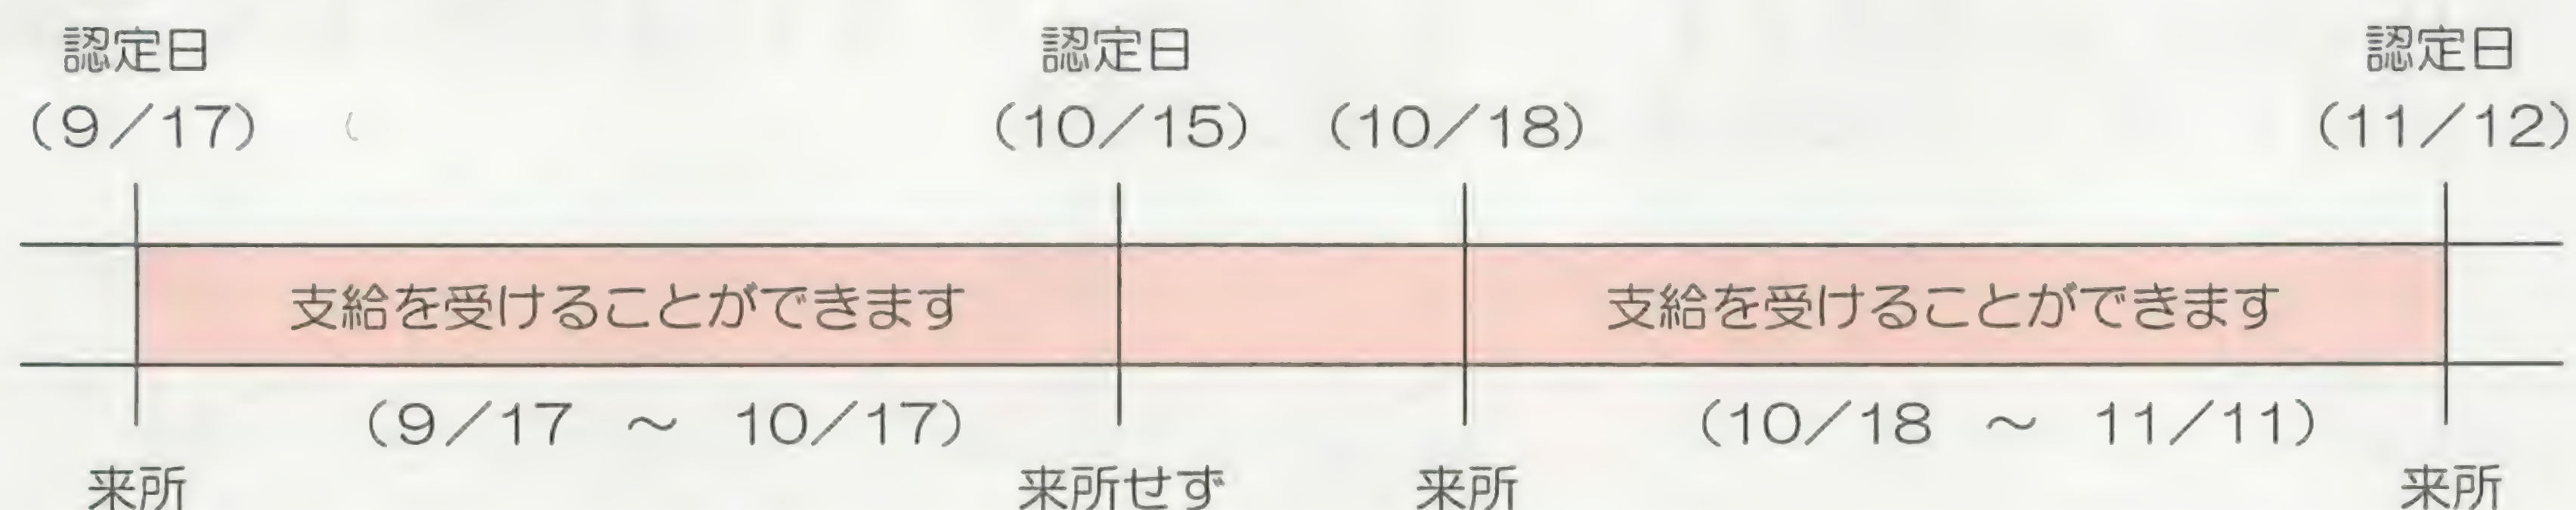 認定日 認定日 認定日
(9/17) (10/15) (10/18) (11/12)
支給を受けることができます 支給を受けることができます
(9/17 ～ 10/17) (10/18 ～ 11/11)
来所 来所せず 来所 来所